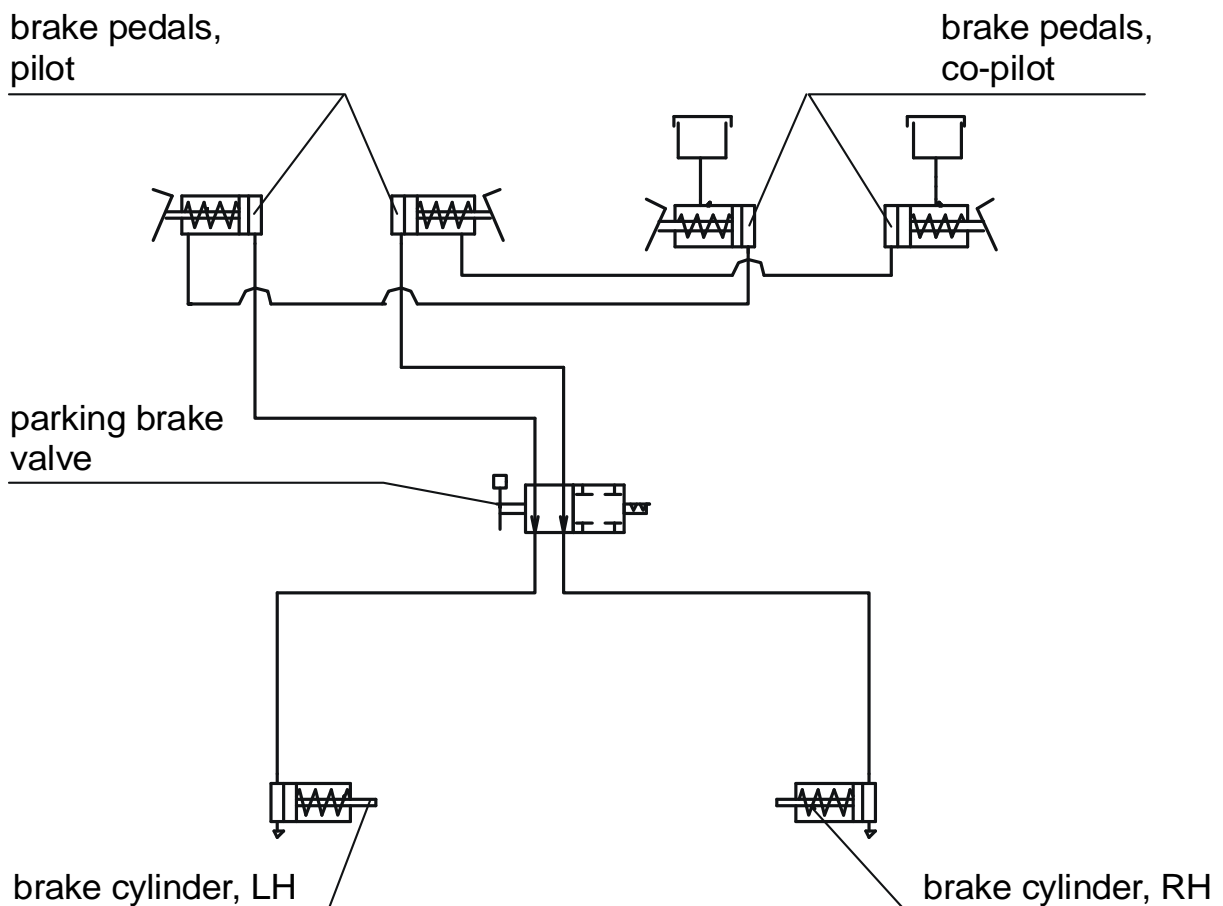 brake pedals,
pilot
brake pedals,
co-pilot
parking brake
valve
brake cylinder, LH
brake cylinder, RH